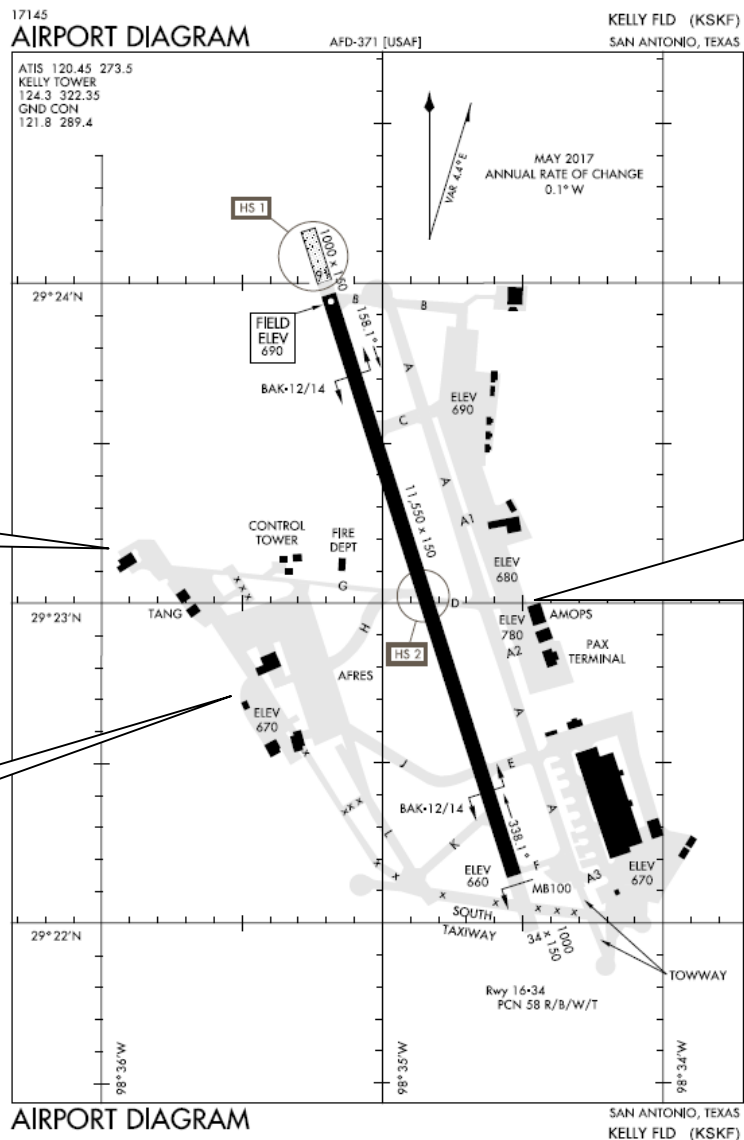 17145
AIRPORT DIAGRAM
AFD-371 [USAF]
KELLY FLD (KSKF)
SAN ANTONIO, TEXAS
ATIS 120.45 273.5
KELLY TOWER
124.3 322.35
GND CON
121.8 289.4
VAR 4.4° E
MAY 2017
ANNUAL RATE OF CHANGE
0.1° W
HS 1
1000 x 150
29° 24'N
FIELD
ELEV
690
B
B
158.1°
A
BAK-12/14
ELEV
690
C
A
11,550 x 150
A1
CONTROL
TOWER
FIRE
DEPT
ELEV
680
G
29° 23'N
TANG
D
ELEV
780
AMOPS
H
HS 2
A2
PAX
TERMINAL
AFRES
ELEV
670
A
J
E
BAK-12/14
A
338.1°
L
K
ELEV
660
F
MB100
A3
ELEV
670
SOUTH
TAXIWAY
29° 22'N
34
1000
x 150
TOWWAY
Rwy 16-34
PCN 58 R/B/W/T
98° 36'W
98° 35'W
98° 34'W
AIRPORT DIAGRAM
SAN ANTONIO, TEXAS
KELLY FLD (KSKF)